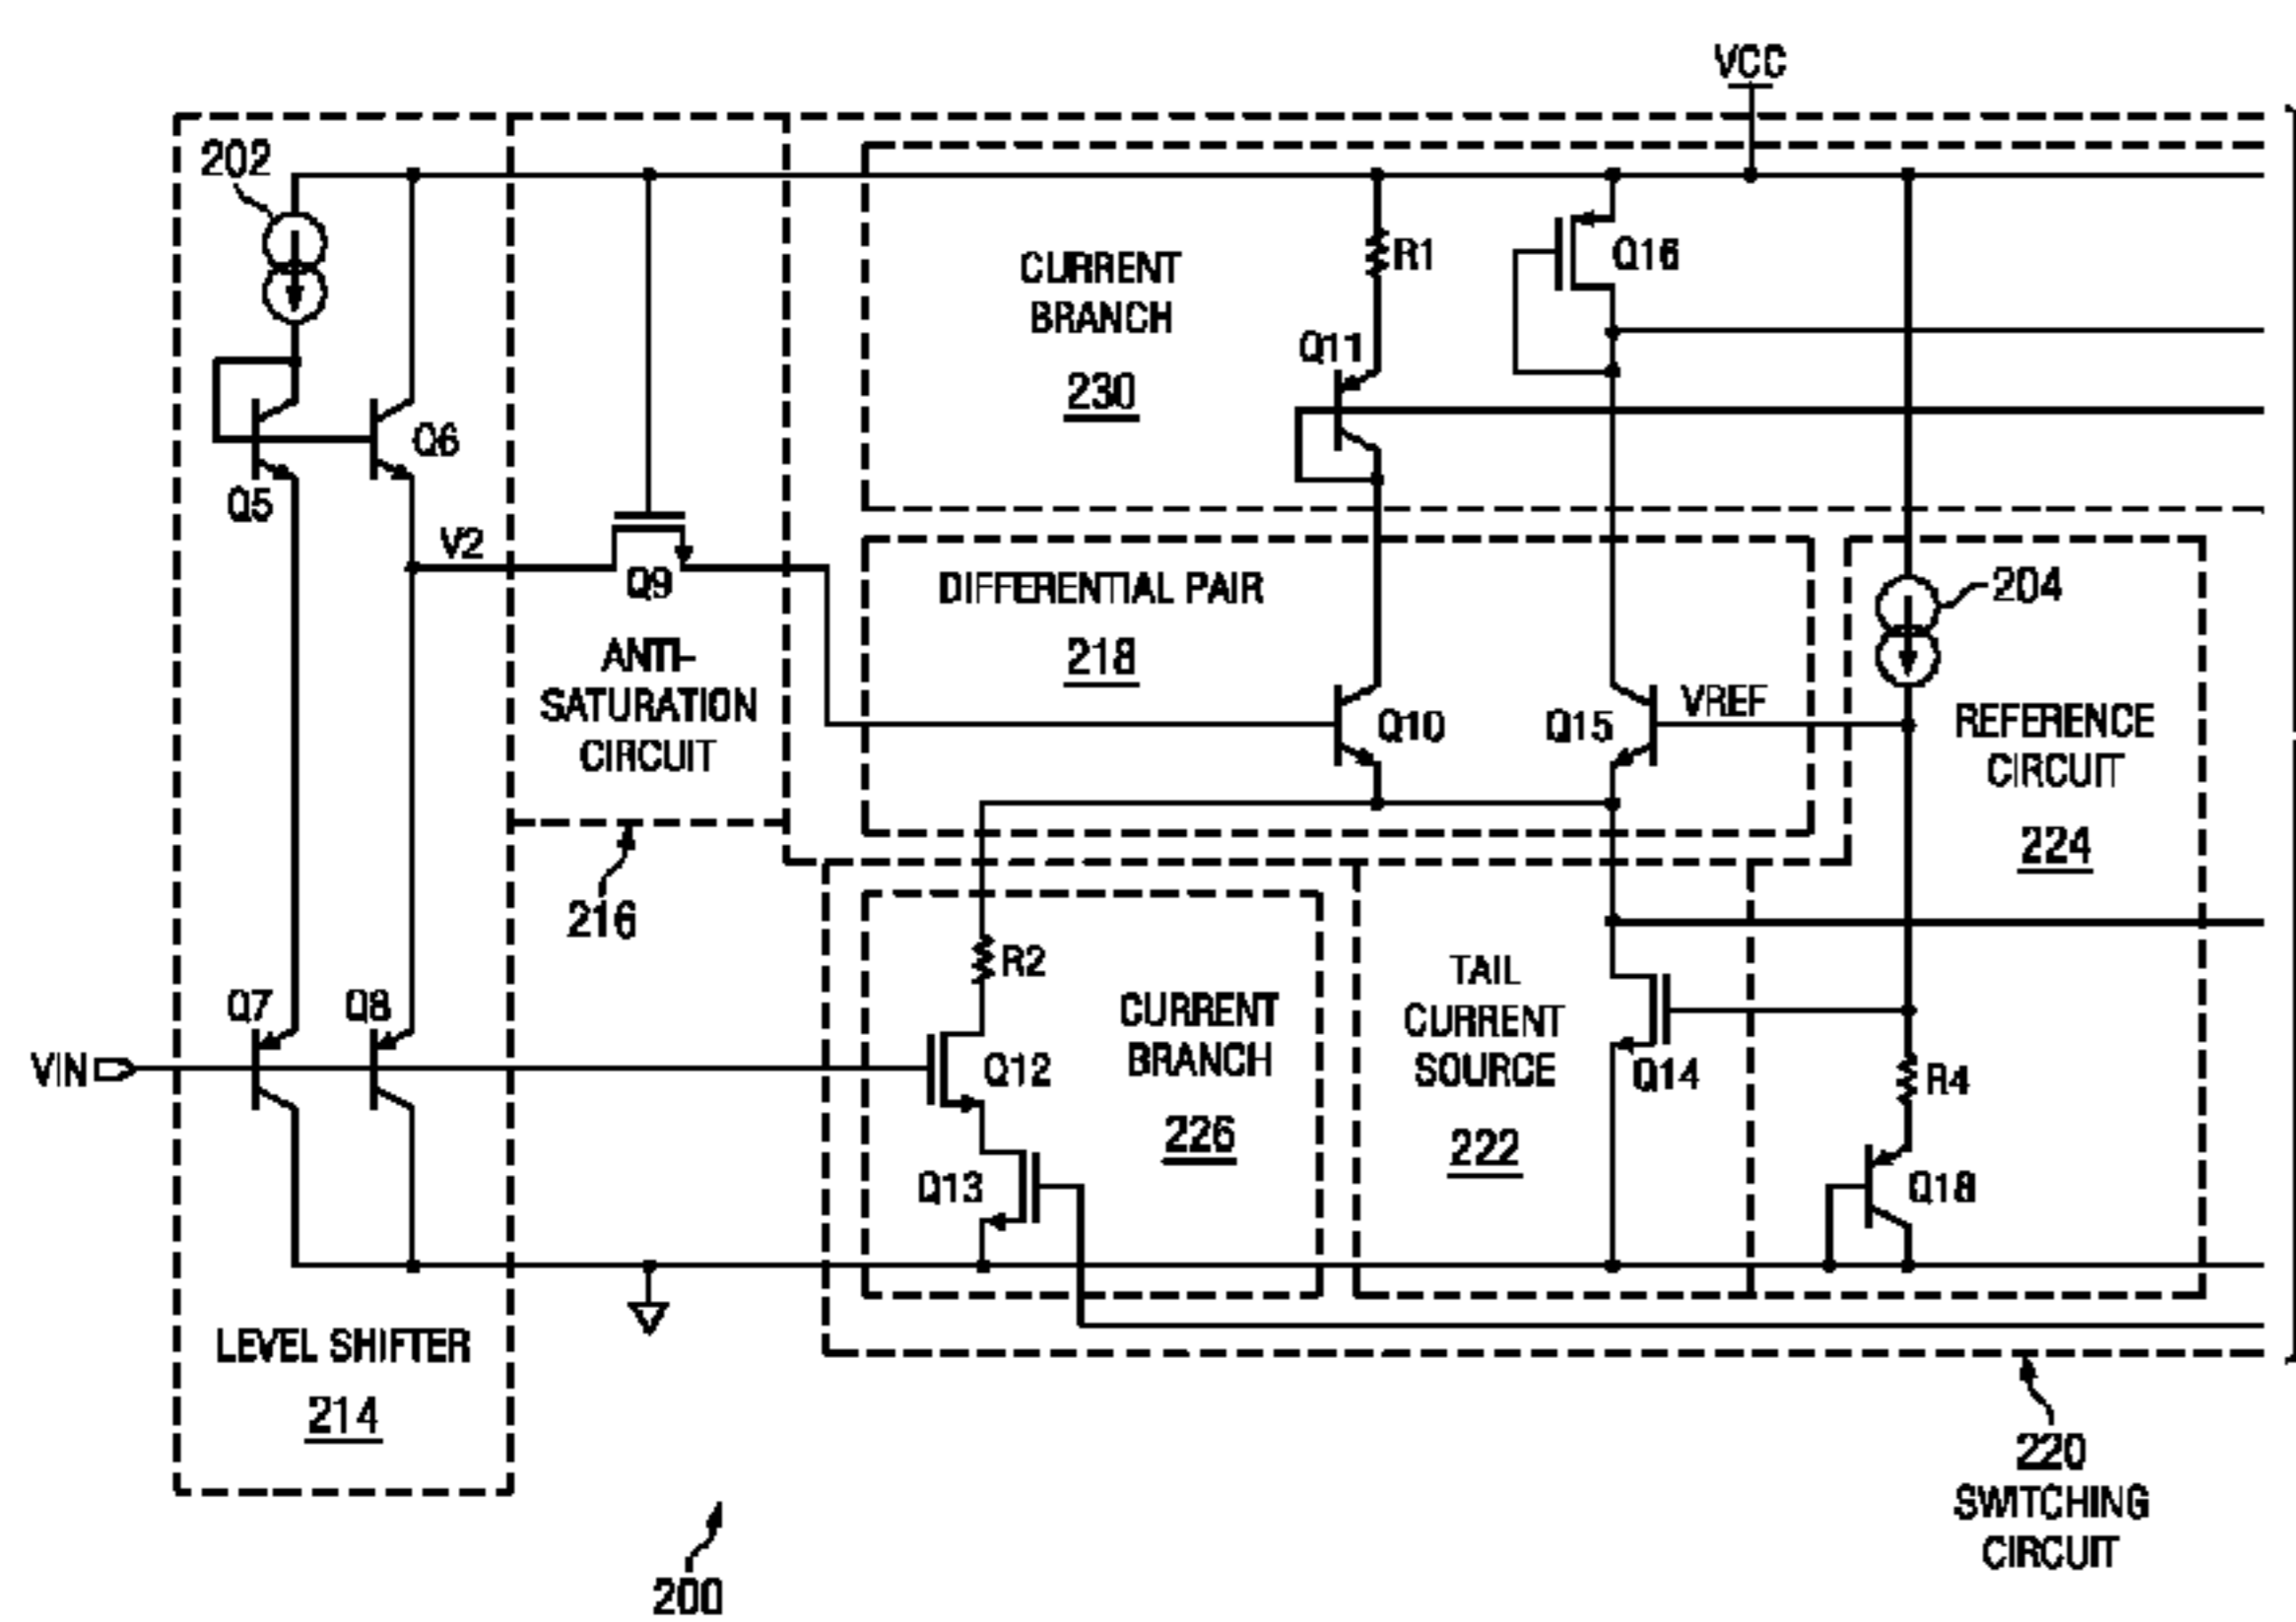 VCC
202
CURRENT
BRANCH
230
R1
Q16
Q11
Q5
Q6
V2
Q9
ANTI-
SATURATION
CIRCUIT
216
DIFFERENTIAL PAIR
218
Q10
Q15
VREF
204
REFERENCE
CIRCUIT
224
R2
CURRENT
BRANCH
226
TAIL
CURRENT
SOURCE
222
Q7
Q8
VIN
Q12
Q13
Q14
R4
Q18
LEVEL SHIFTER
214
200
220
SWITCHING
CIRCUIT